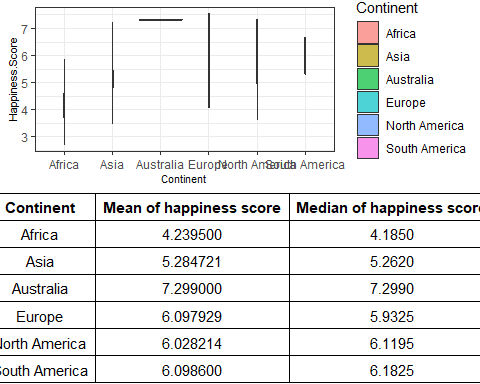 Happiness.Score
7
6
5
4
3
Africa
Asia
Australia
Europe
North America
South America
Continent
Continent
Africa
Asia
Australia
Europe
North America
South America
Continent Mean of happiness score Median of happiness scor
Africa 4.239500 4.1850
Asia 5.284721 5.2620
Australia 7.299000 7.2990
Europe 6.097929 5.9325
North America 6.028214 6.1195
South America 6.098600 6.1825